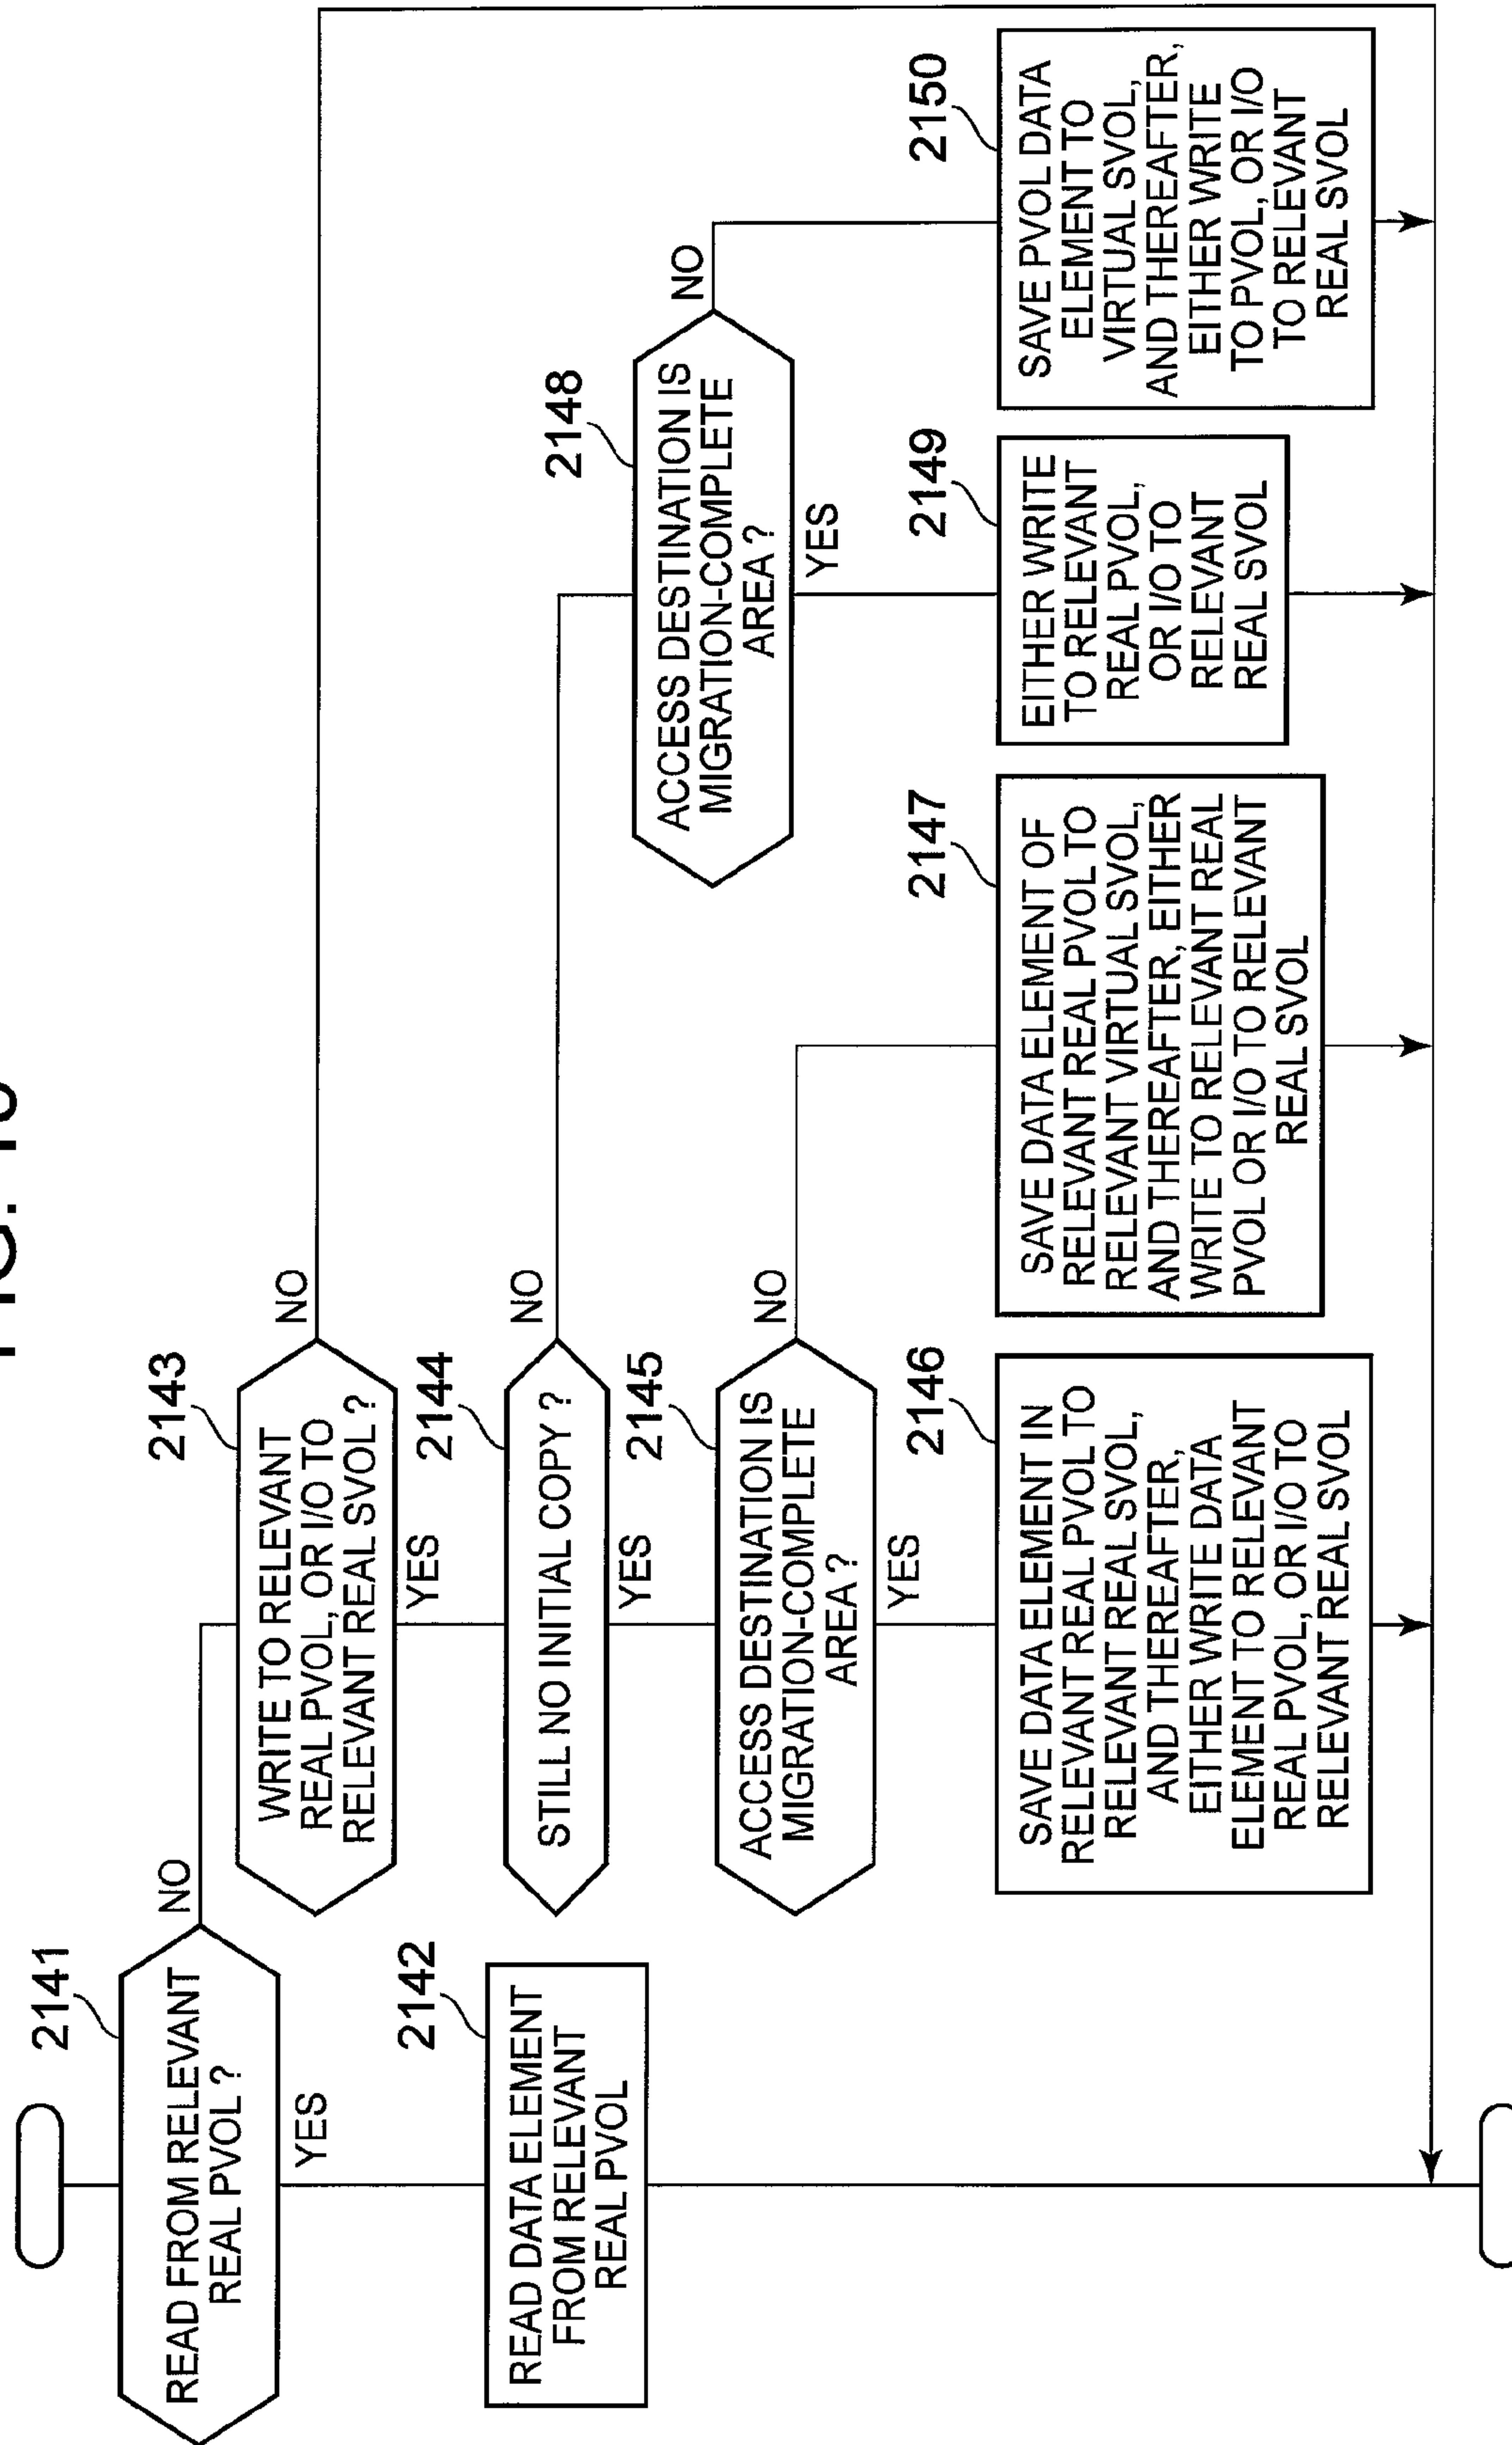 FIG.
2141
READ FROM RELEVANT
REAL PVOL ?
NO
YES
2142
READ DATA ELEMENT
FROM RELEVANT
REAL PVOL
2143
WRITE TO RELEVANT
REAL PVOL, OR I/O TO
RELEVANT REAL SVOL ?
NO
YES
2144
STILL NO INITIAL COPY ?
NO
YES
2145
ACCESS DESTINATION IS
MIGRATION-COMPLETE
AREA ?
NO
YES
2146
SAVE DATA ELEMENT IN
RELEVANT REAL PVOL TO
RELEVANT REAL SVOL,
AND THEREAFTER,
EITHER WRITE DATA
ELEMENT TO RELEVANT
REAL PVOL, OR I/O TO
RELEVANT REAL SVOL
2147
SAVE DATA ELEMENT OF
RELEVANT REAL PVOL TO
RELEVANT VIRTUAL SVOL,
AND THEREAFTER, EITHER
WRITE TO RELEVANT REAL
PVOL OR I/O TO RELEVANT
REAL SVOL
2148
ACCESS DESTINATION IS
MIGRATION-COMPLETE
AREA ?
NO
YES
2149
EITHER WRITE
TO RELEVANT
REAL PVOL,
OR I/O TO
RELEVANT
REAL SVOL
2150
SAVE PVOL DATA
ELEMENT TO
VIRTUAL SVOL,
AND THEREAFTER,
EITHER WRITE
TO PVOL, OR I/O
TO RELEVANT
REAL SVOL